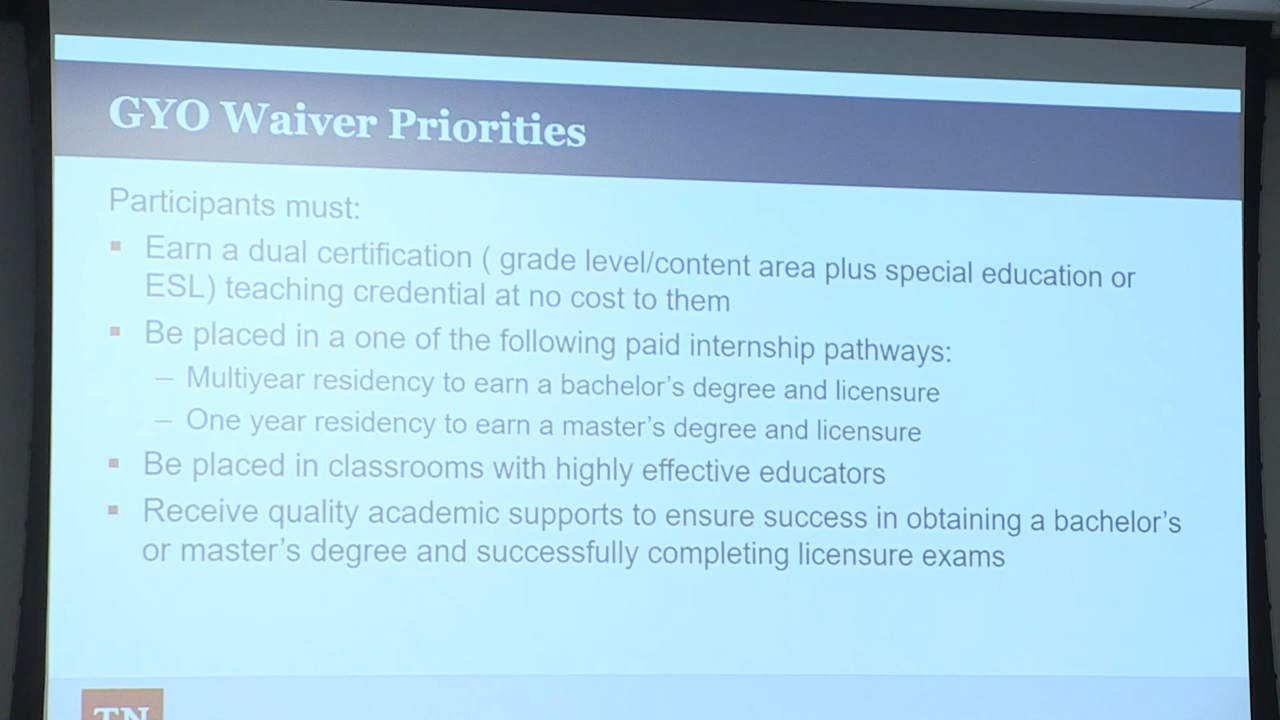 GYO Waiver Priorities
Participants must:
▪ Earn a dual certification ( grade level/content area plus special education or
ESL) teaching credential at no cost to them
▪ Be placed in a one of the following paid internship pathways:
– Multiyear residency to earn a bachelor's degree and licensure
– One year residency to earn a master's degree and licensure
▪ Be placed in classrooms with highly effective educators
▪ Receive quality academic supports to ensure success in obtaining a bachelor's
or master's degree and successfully completing licensure exams
TN